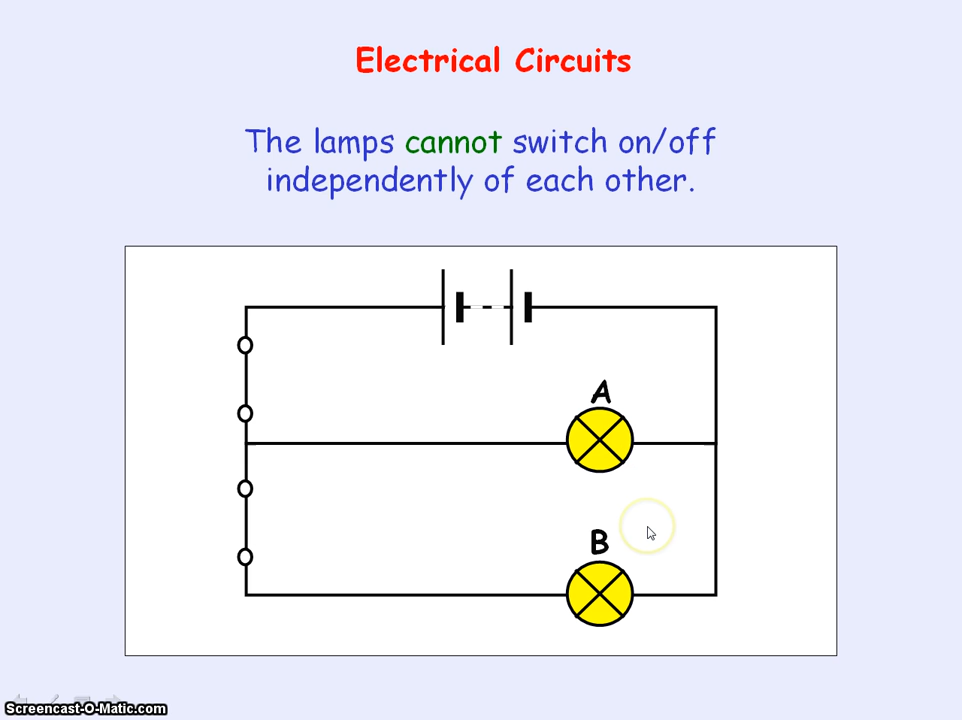 Electrical Circuits
The lamps cannot switch on/off
independently of each other.
A
B
Screencast-O-Matic.com